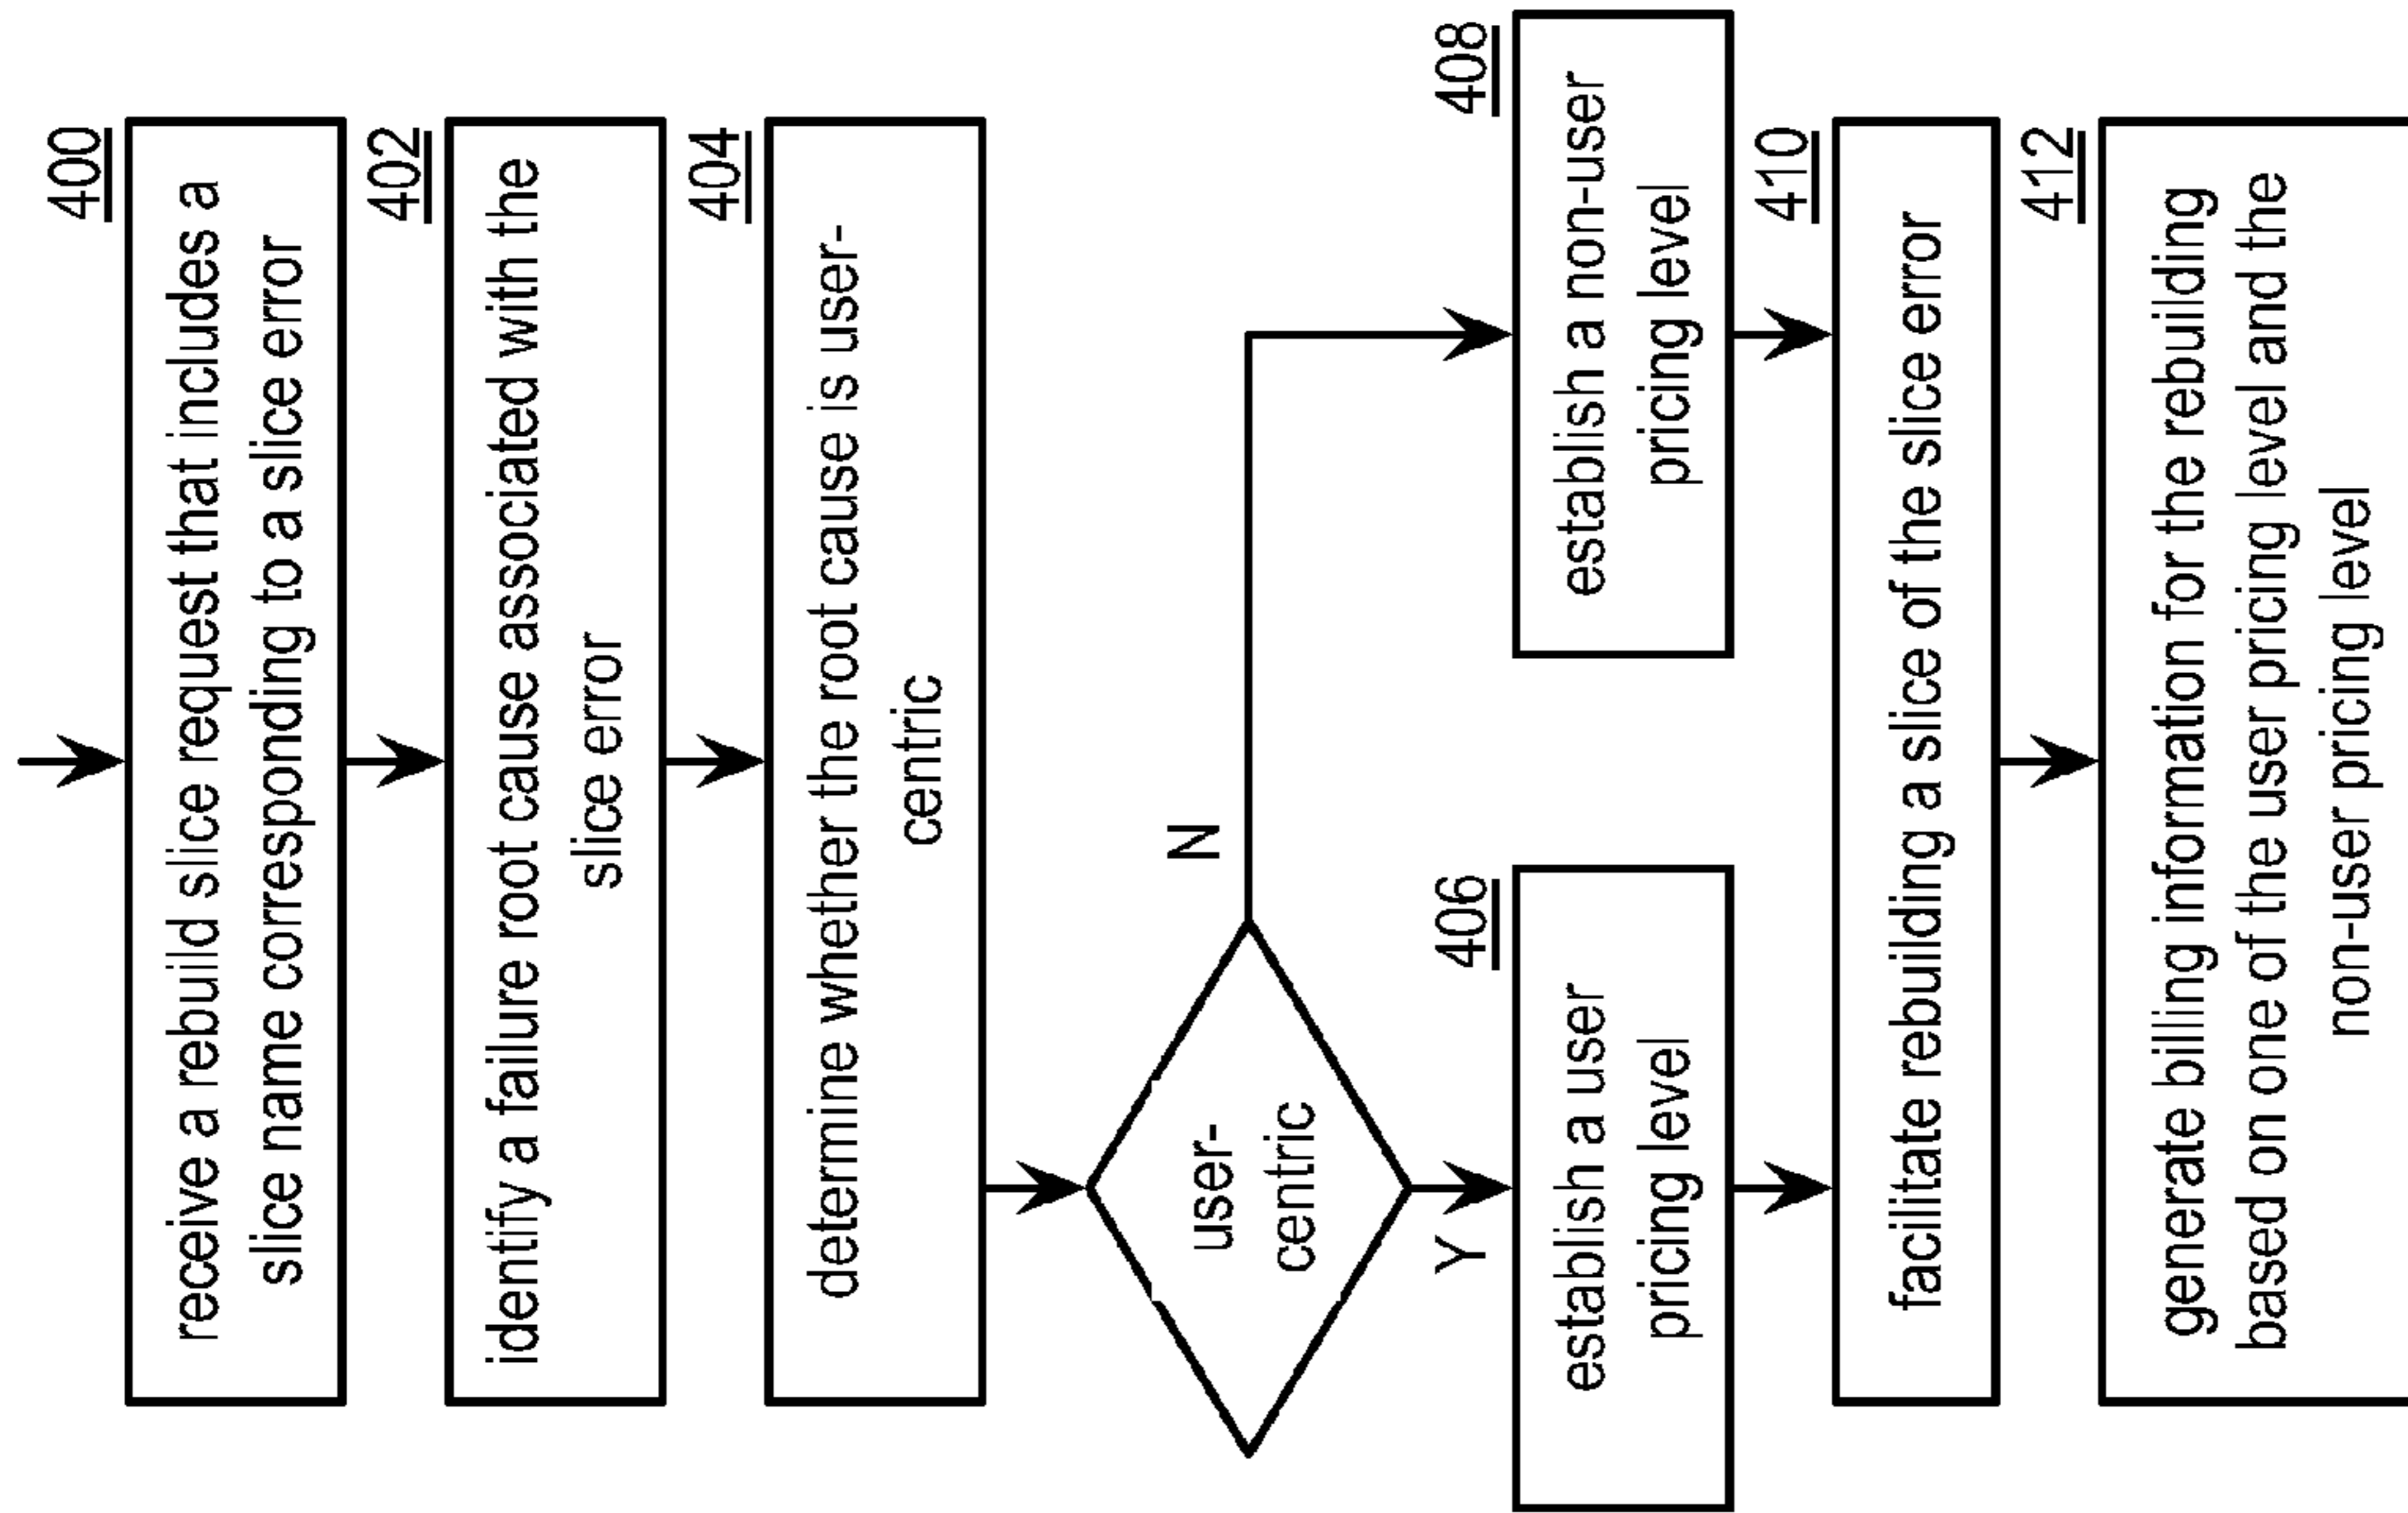 400
receive a rebuild slice request that includes a
slice name corresponding to a slice error
402
identify a failure root cause associated with the
slice error
404
determine whether the root cause is user-
centric
user-
centric
N
Y
406
establish a user
pricing level
408
establish a non-user
pricing level
410
facilitate rebuilding a slice of the slice error
412
generate billing information for the rebuilding
based on one of the user pricing level and the
non-user pricing level